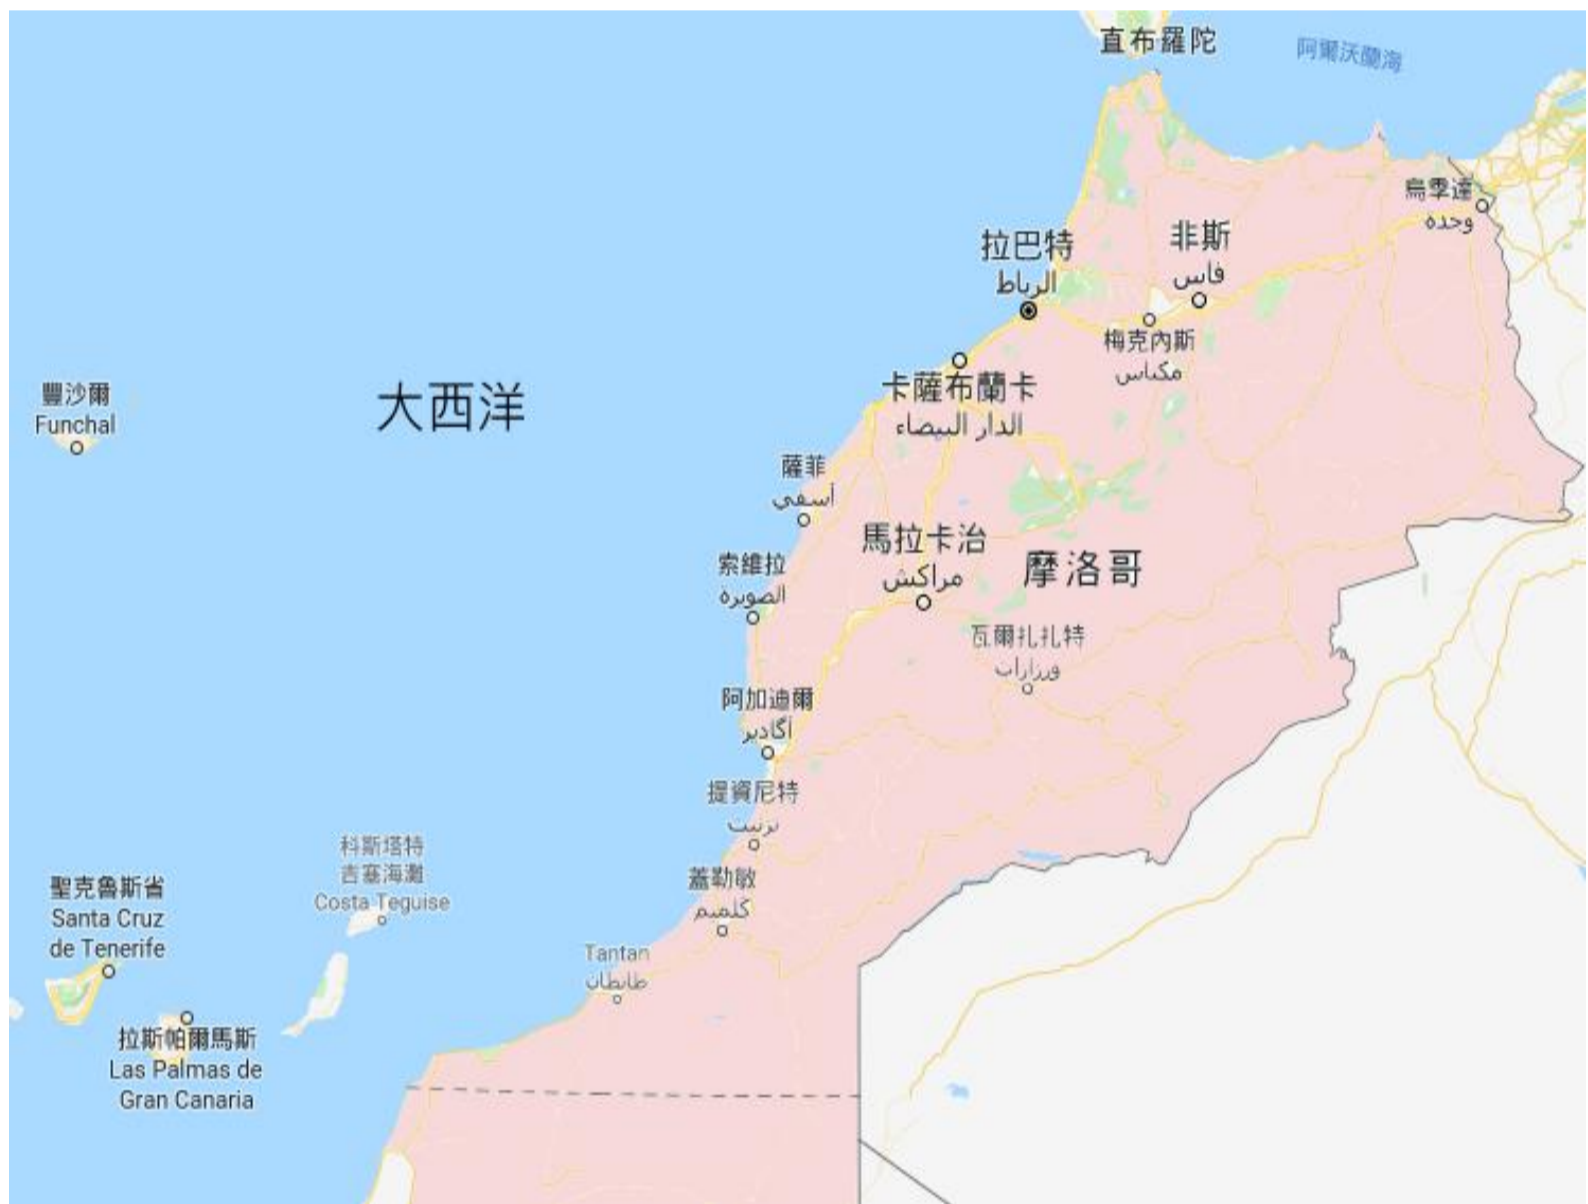 直布羅陀
阿爾沃蘭海
烏季達
وجدة
非斯
فاس
拉巴特
الرباط
梅克內斯
مكناس
卡薩布蘭卡
الدار البيضاء
豐沙爾
Funchal
大西洋
薩菲
أسفي
馬拉卡治
مراكش
摩洛哥
索維拉
الصويرة
瓦爾扎扎特
ورزازات
阿加迪爾
أگادير
提資尼特
تزنيت
科斯塔特
吉塞海灘
Costa Teguise
蓋勒敏
كلميم
聖克魯斯省
Santa Cruz
de Tenerife
Tantan
طانطان
拉斯帕爾馬斯
Las Palmas de
Gran Canaria